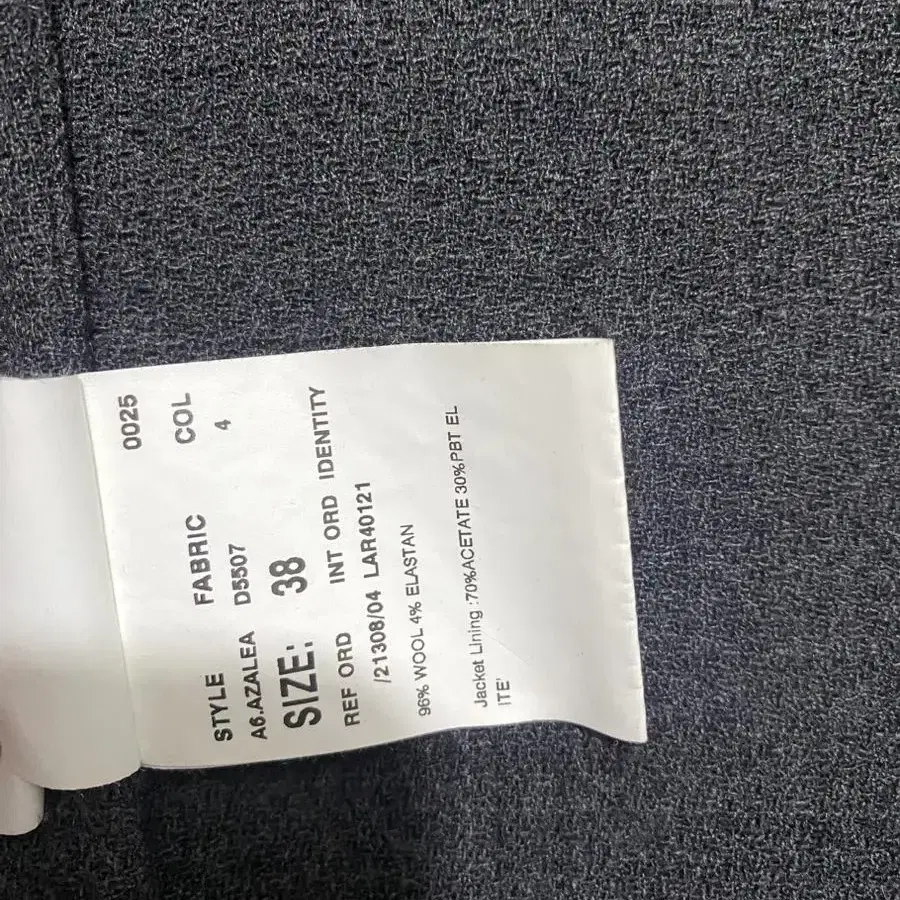 0025
STYLE FABRIC COL
A6.AZALEA D5507 4
SIZE: 38
REF ORD INT ORD IDENTITY
/21308/04 LAR40121
96% WOOL 4% ELASTAN
Jacket Lining :70%ACETATE 30%PBT EL
ITE'